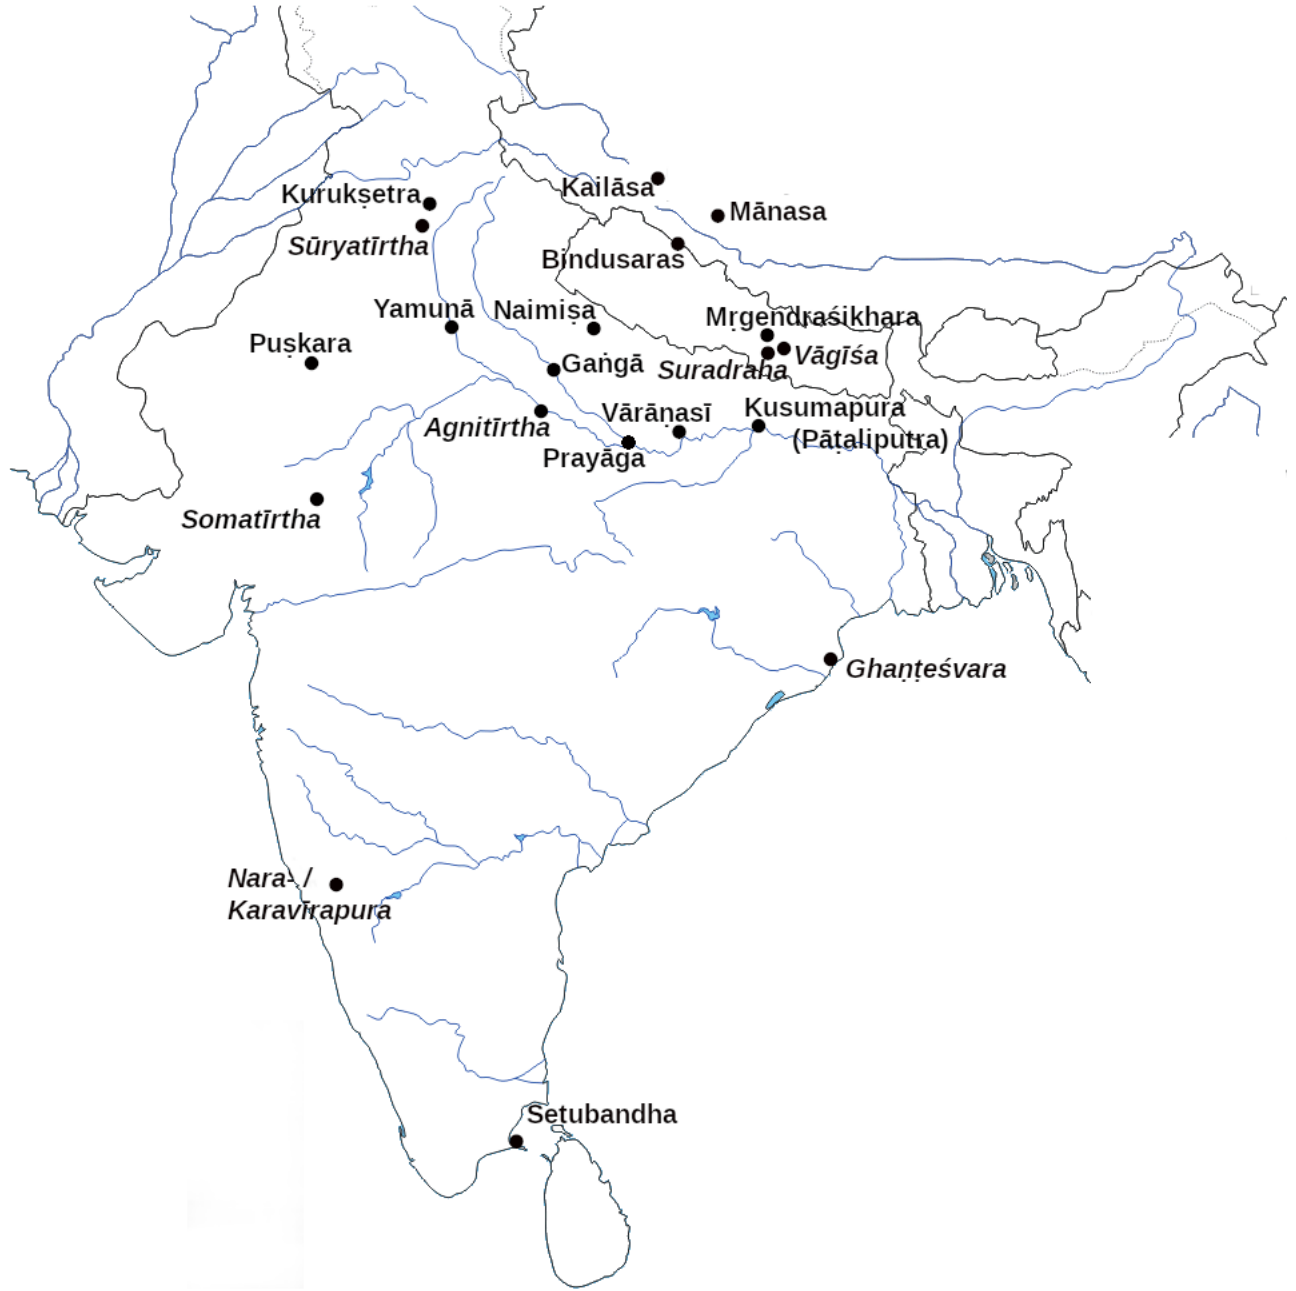 Kailāsa
Kurukṣetra
Mānasa
Sūryatīrtha
Bindusaras
Yamunā
Naimiṣa
Mṛgendraśikhara
Puṣkara
Vāgīśa
Gaṅgā
Suradraha
Vārāṇasī
Kusumapura
(Pāṭaliputra)
Agnitīrtha
Prayāga
Somatīrtha
Ghaṇṭeśvara
Nara- /
Karavīrapura
Setubandha